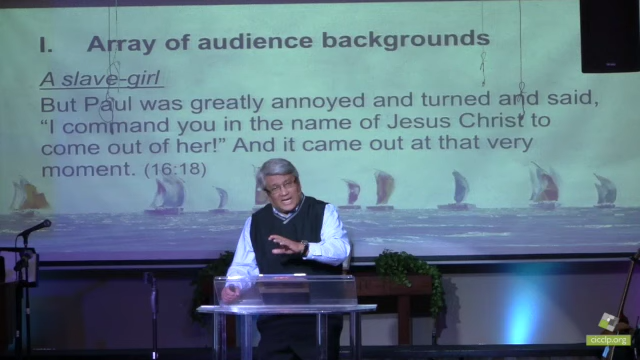 I. Array of audience backgrounds
A slave-girl
But Paul was greatly annoyed and turned and said,
“I command you in the name of Jesus Christ to
come out of her!” And it came out at that very
moment. (16:18)
cicclp.org